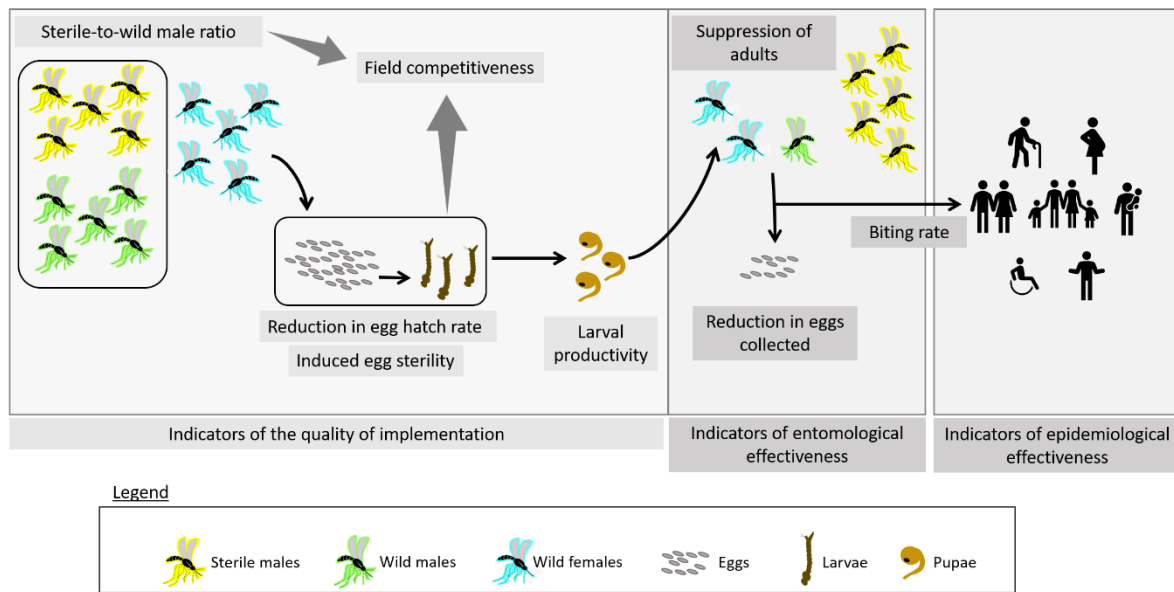 Sterile-to-wild male ratio
Field competitiveness
Reduction in egg hatch rate
Induced egg sterility
Larval
productivity
Suppression of
adults
Reduction in eggs
collected
Biting rate
Indicators of the quality of implementation
Indicators of entomological
effectiveness
Indicators of epidemiological
effectiveness
Legend
Sterile males
Wild males
Wild females
Eggs
Larvae
Pupae